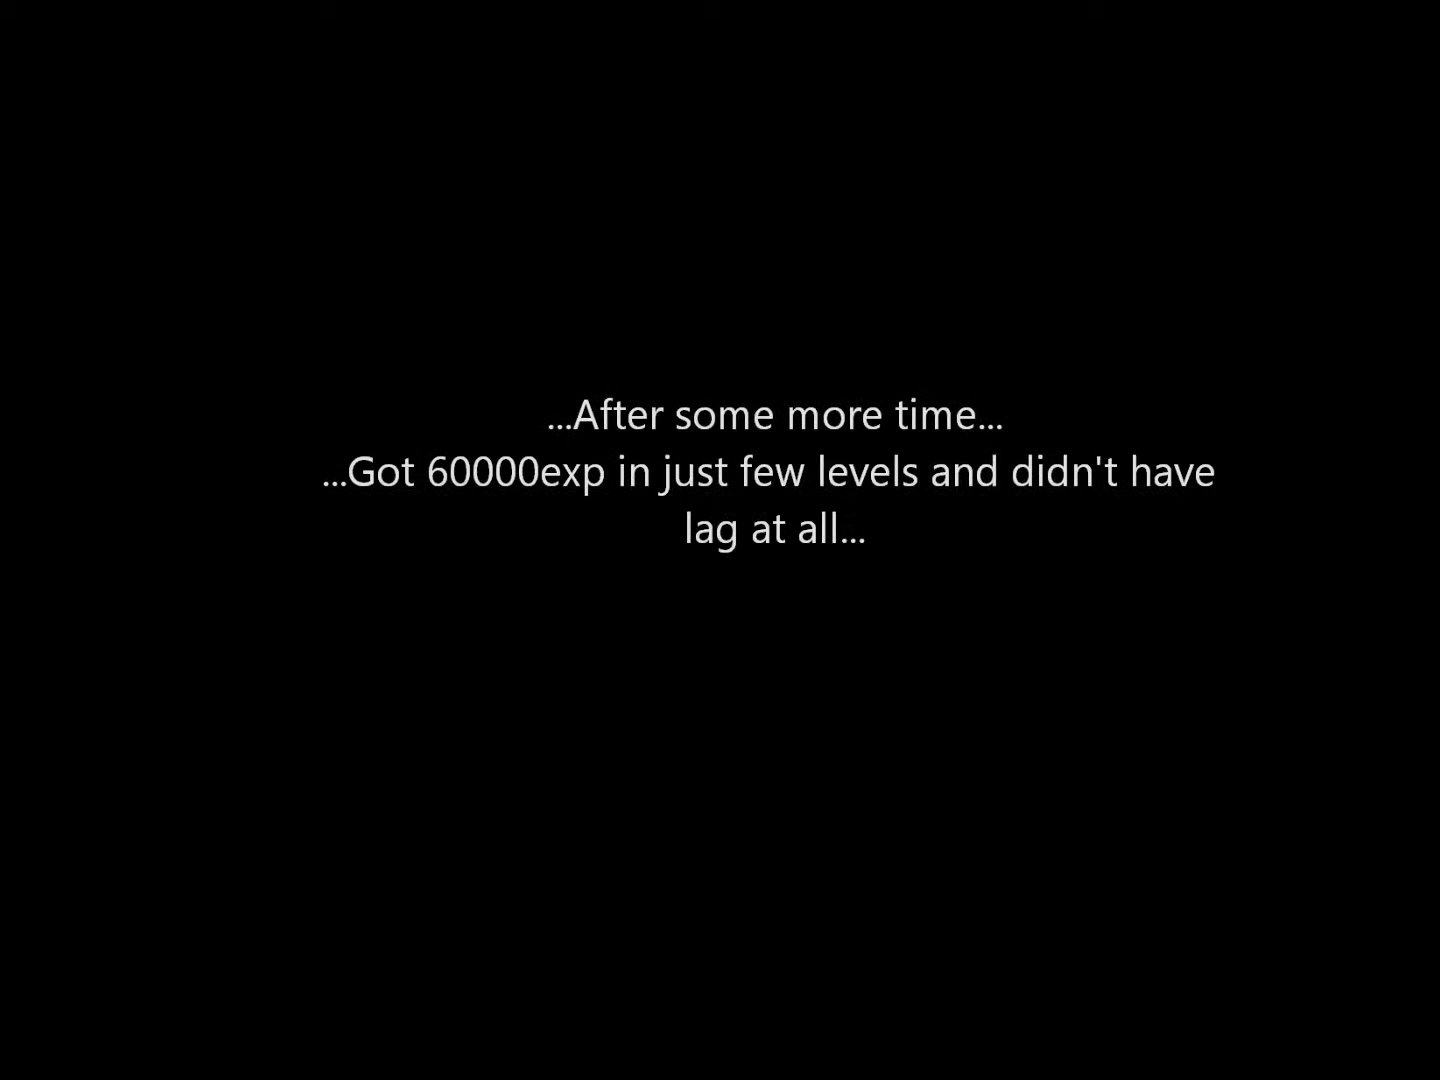 ...After some more time...
...Got 60000exp in just few levels and didn't have
lag at all...